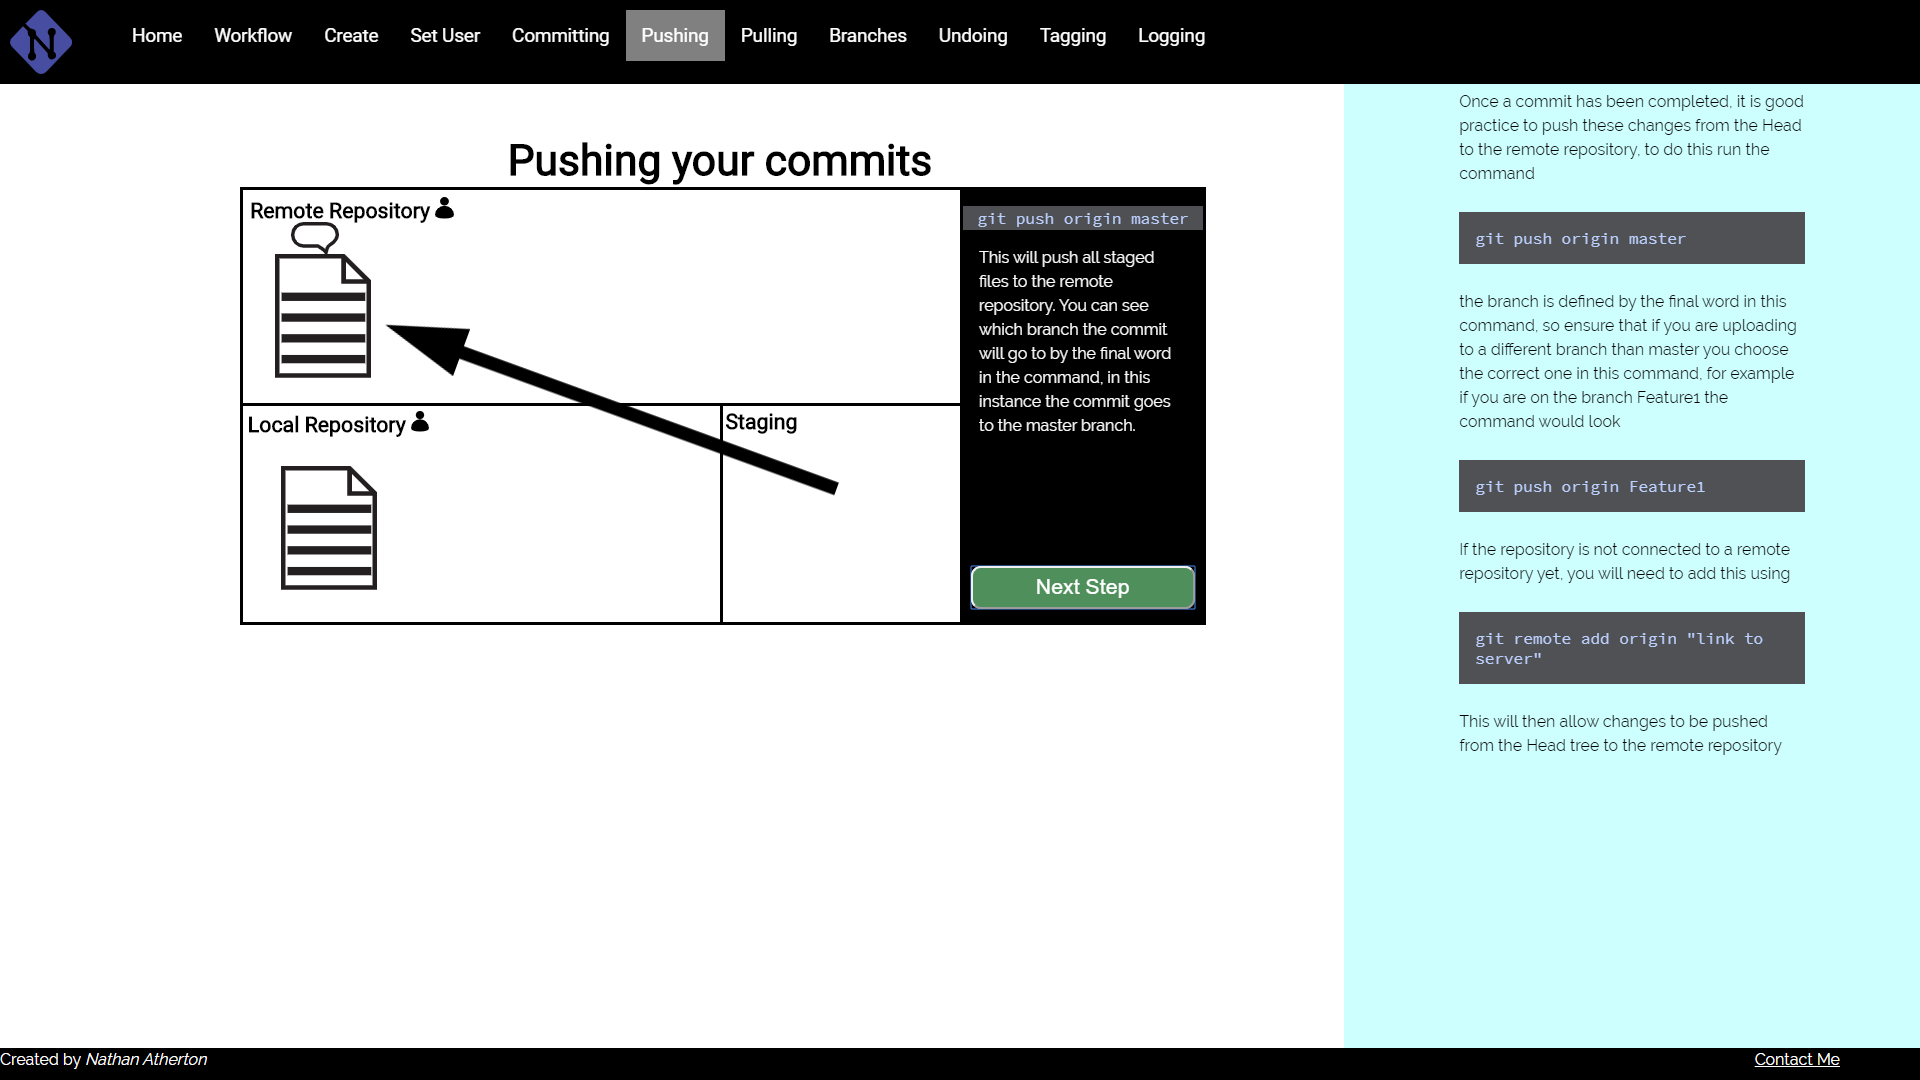 N
Home Workflow Create Set User Committing Pushing Pulling Branches Undoing Tagging Logging
Pushing your commits
Remote Repository
Local Repository
Staging
git push origin master
This will push all staged
files to the remote
repository. You can see
which branch the commit
will go to by the final word
in the command, in this
instance the commit goes
to the master branch.
Next Step
Once a commit has been completed, it is good
practice to push these changes from the Head
to the remote repository, to do this run the
command
git push origin master
the branch is defined by the final word in this
command, so ensure that if you are uploading
to a different branch than master you choose
the correct one in this command, for example
if you are on the branch Feature1 the
command would look
git push origin Feature1
If the repository is not connected to a remote
repository yet, you will need to add this using
git remote add origin "link to
server"
This will then allow changes to be pushed
from the Head tree to the remote repository
Created by Nathan Atherton
Contact Me